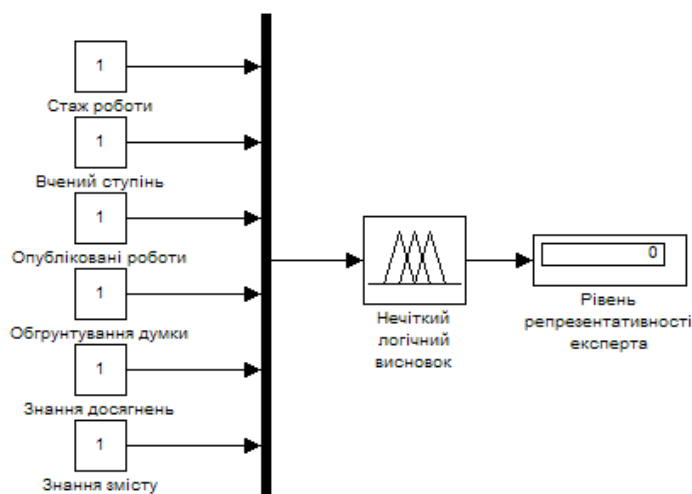 1
Стаж роботи
1
Вчений ступінь
1
Опубліковані роботи
1
Обгрунтування думки
1
Знання досягнень
1
Знання змісту
Нечіткий
логічний
висновок
0
Рівень
репрезентативності
експерта